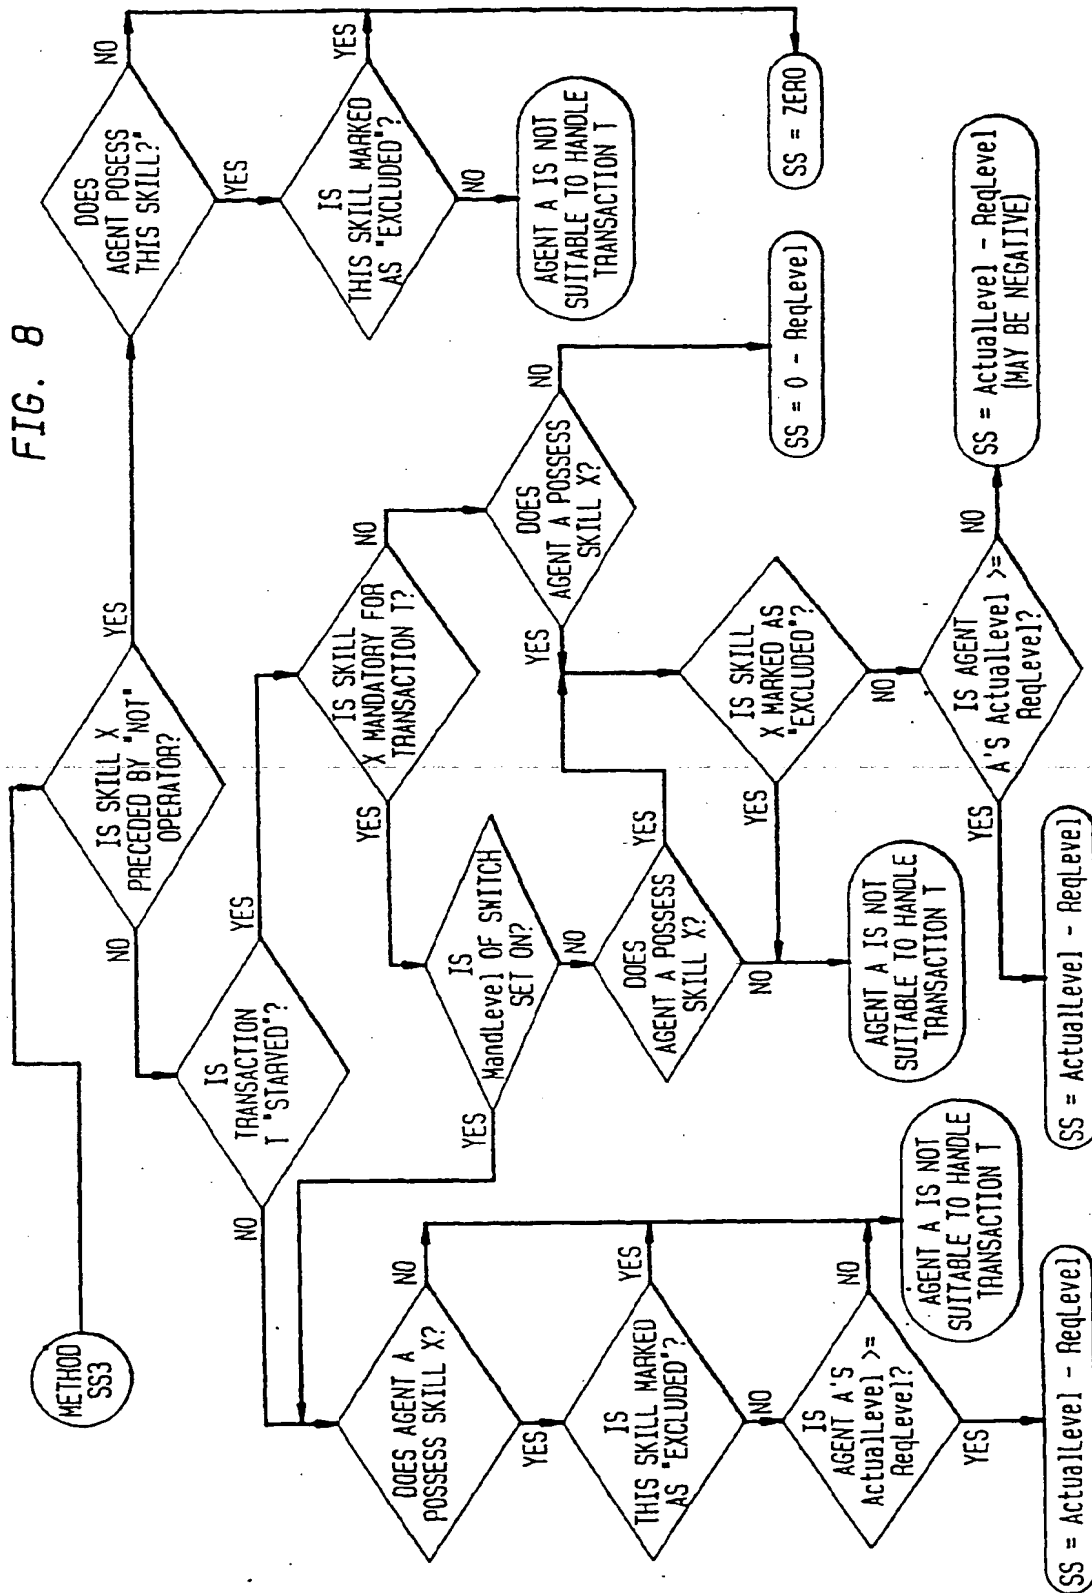 FIG. 8
METHOD
SS3
IS SKILL X
PRECEDED BY "NOT"
OPERATOR?
YES
NO
DOES
AGENT POSESS
THIS SKILL?"
NO
YES
IS
THIS SKILL MARKED
AS "EXCLUDED"?
YES
NO
AGENT A IS NOT
SUITABLE TO HANDLE
TRANSACTION T
SS = ZERO
IS
TRANSACTION
T "STARVED"?
YES
NO
IS SKILL
X MANDATORY FOR
TRANSACTION T?
NO
YES
DOES
AGENT A POSSESS
SKILL X?
NO
YES
SS = 0 - ReqLevel
IS
MandLevel OF SWITCH
SET ON?
YES
NO
DOES
AGENT A POSSESS
SKILL X?
YES
NO
IS SKILL
X MARKED AS
"EXCLUDED"?
YES
NO
AGENT A IS NOT
SUITABLE TO HANDLE
TRANSACTION T
IS AGENT
A'S ActualLevel >=
ReqLevel?
NO
YES
SS = ActualLevel - ReqLevel
(MAY BE NEGATIVE)
SS = ActualLevel - ReqLevel
DOES AGENT A
POSSESS SKILL X?
NO
YES
IS
THIS SKILL MARKED
AS "EXCLUDED"?
YES
NO
IS
AGENT A'S
ActualLevel >=
ReqLevel?
NO
YES
AGENT A IS NOT
SUITABLE TO HANDLE
TRANSACTION T
SS = ActualLevel - ReqLevel